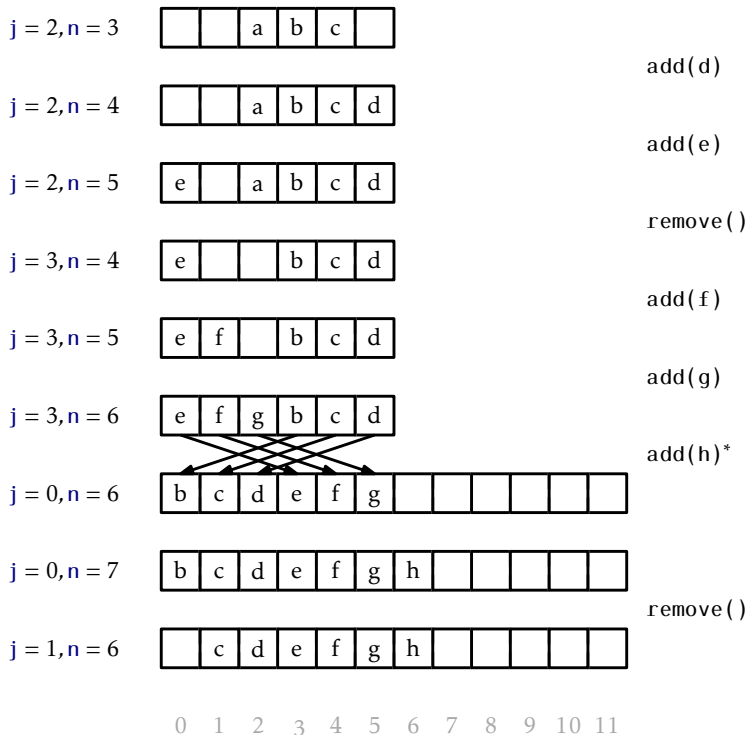 j = 2, n = 3 a b c
add(d)
j = 2, n = 4 a b c d
add(e)
j = 2, n = 5 e a b c d
remove()
j = 3, n = 4 e b c d
add(f)
j = 3, n = 5 e f b c d
add(g)
j = 3, n = 6 e f g b c d
add(h)*
j = 0, n = 6 b c d e f g
j = 0, n = 7 b c d e f g h
remove()
j = 1, n = 6 c d e f g h
0 1 2 3 4 5 6 7 8 9 10 11